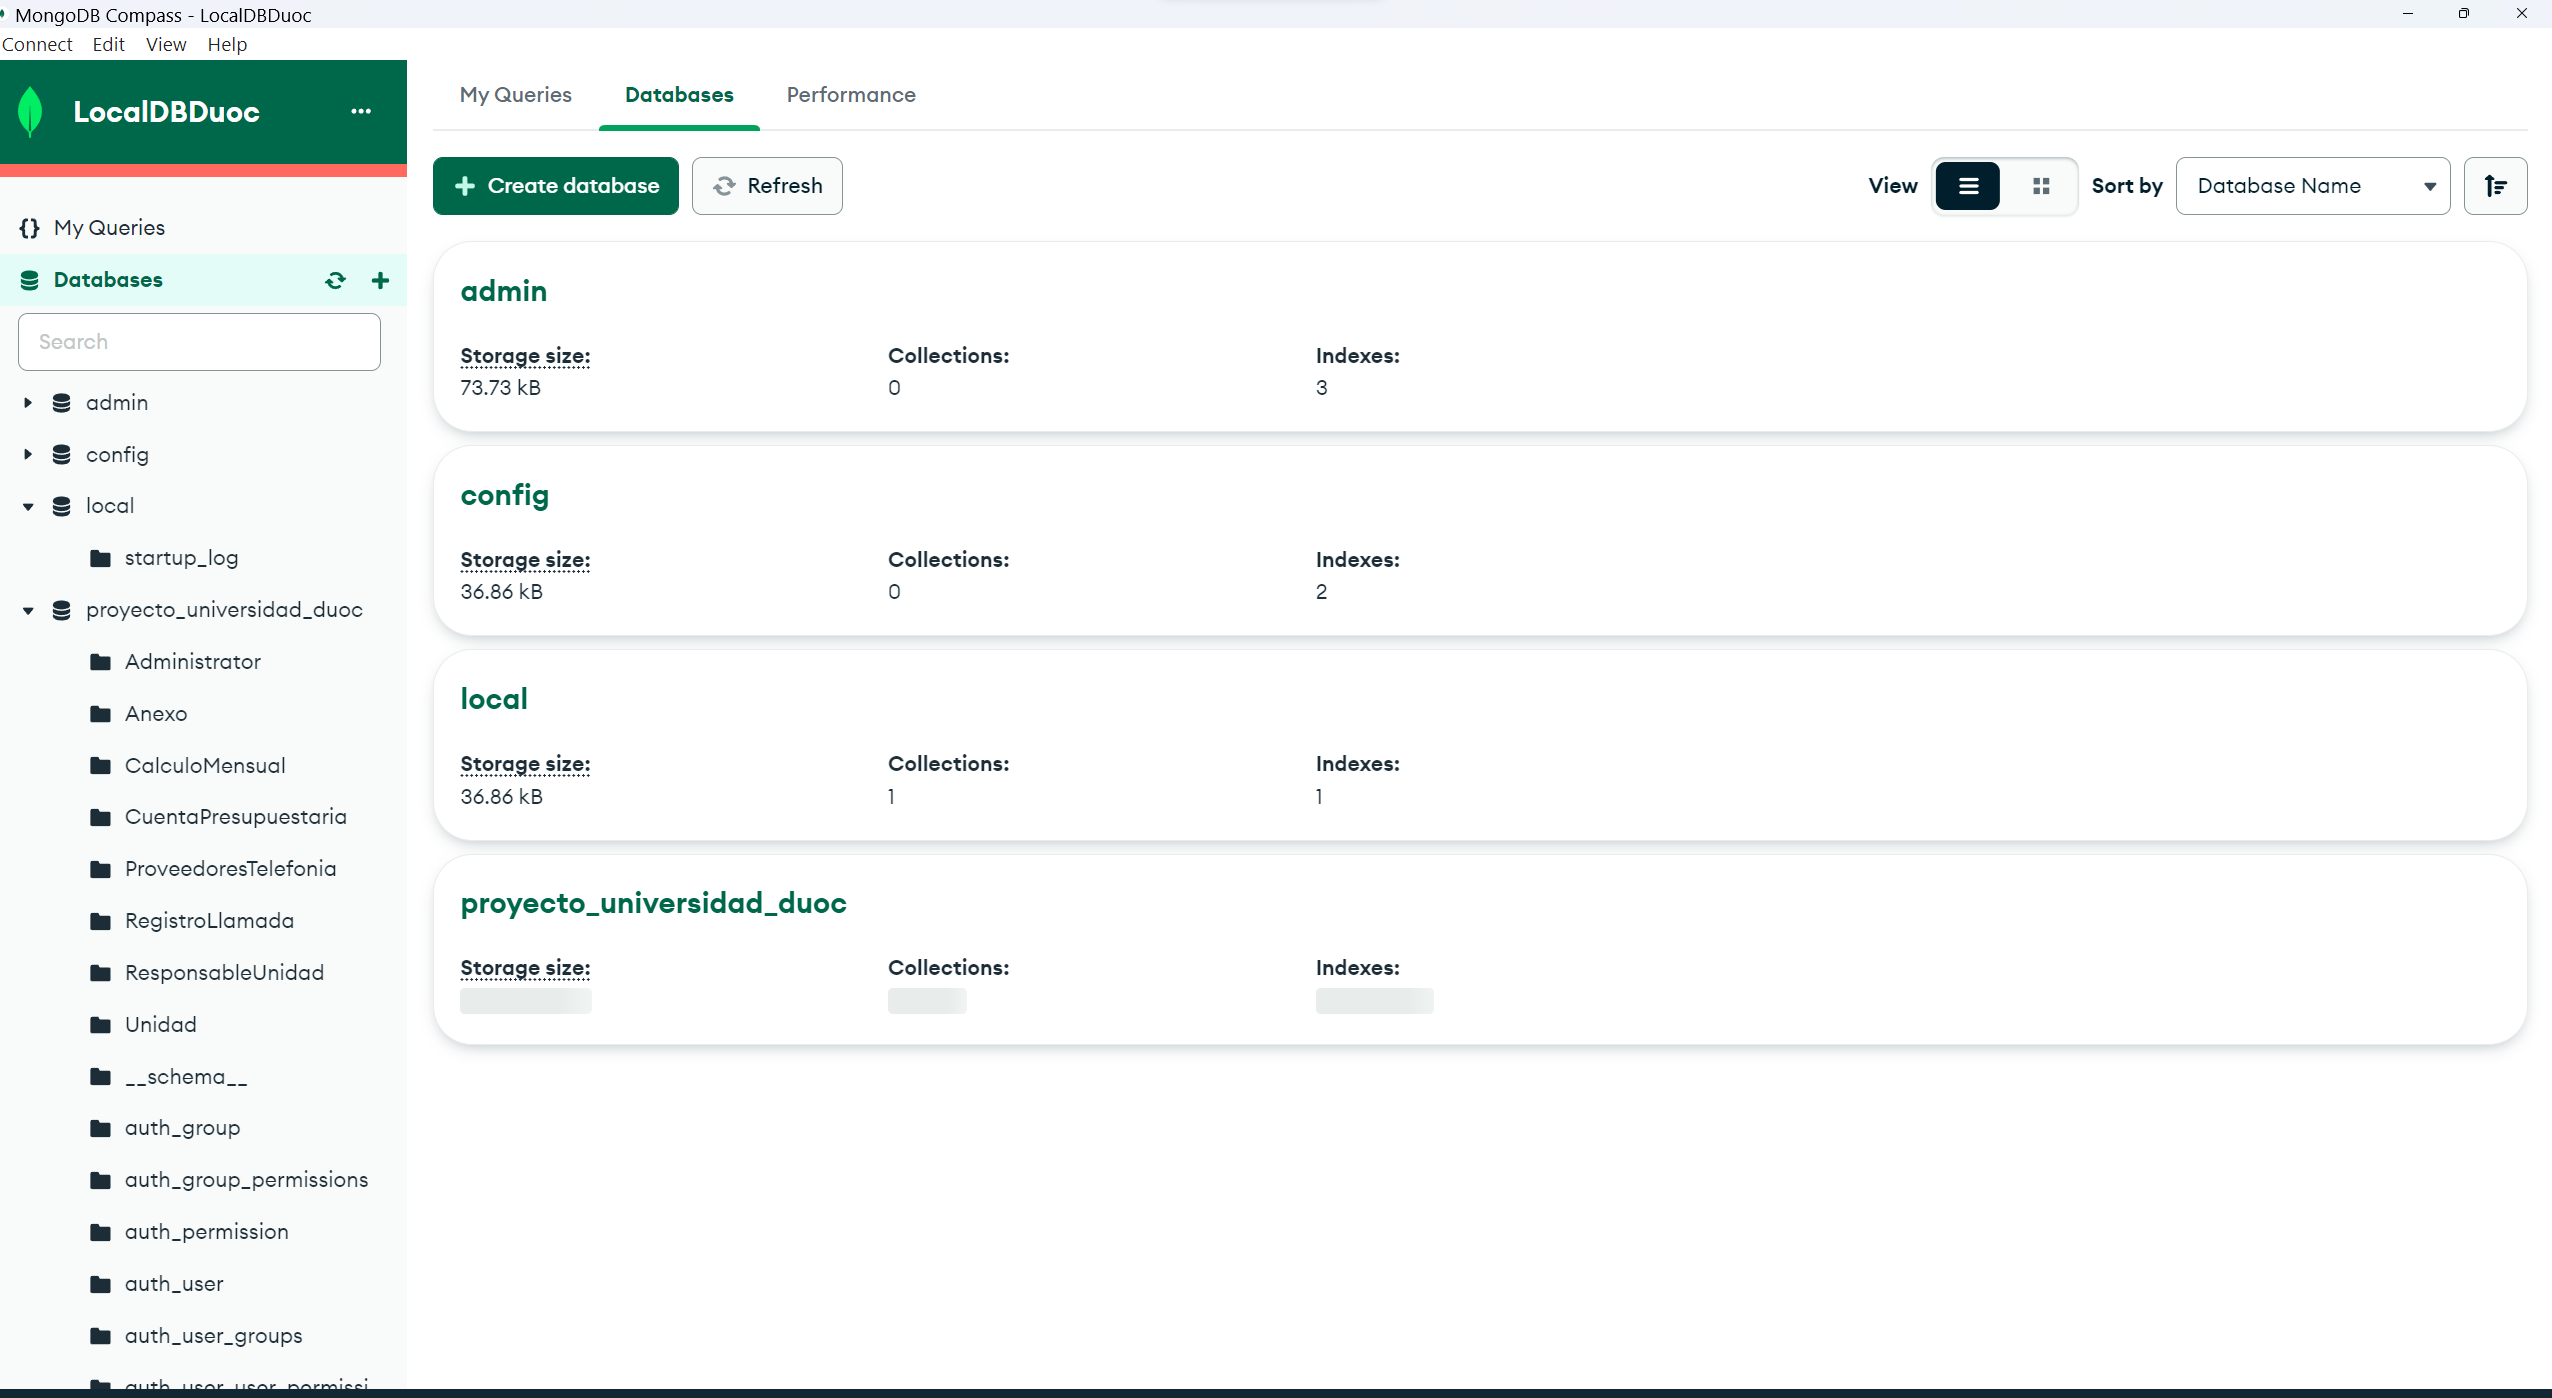 MongoDB Compass - LocalDBDuoc
Connect Edit View Help
LocalDBDuoc
My Queries
Databases
Search
admin
config
local
startup_log
proyecto_universidad_duoc
Administrator
Anexo
CalculoMensual
CuentaPresupuestaria
ProveedoresTelefonia
RegistroLlamada
ResponsableUnidad
Unidad
__schema__
auth_group
auth_group_permissions
auth_permission
auth_user
auth_user_groups
auth_user_user_permissi
My Queries Databases Performance
Create database Refresh View Sort by Database Name
admin
Storage size: Collections: Indexes:
73.73 kB 0 3
config
Storage size: Collections: Indexes:
36.86 kB 0 2
local
Storage size: Collections: Indexes:
36.86 kB 1 1
proyecto_universidad_duoc
Storage size: Collections: Indexes: